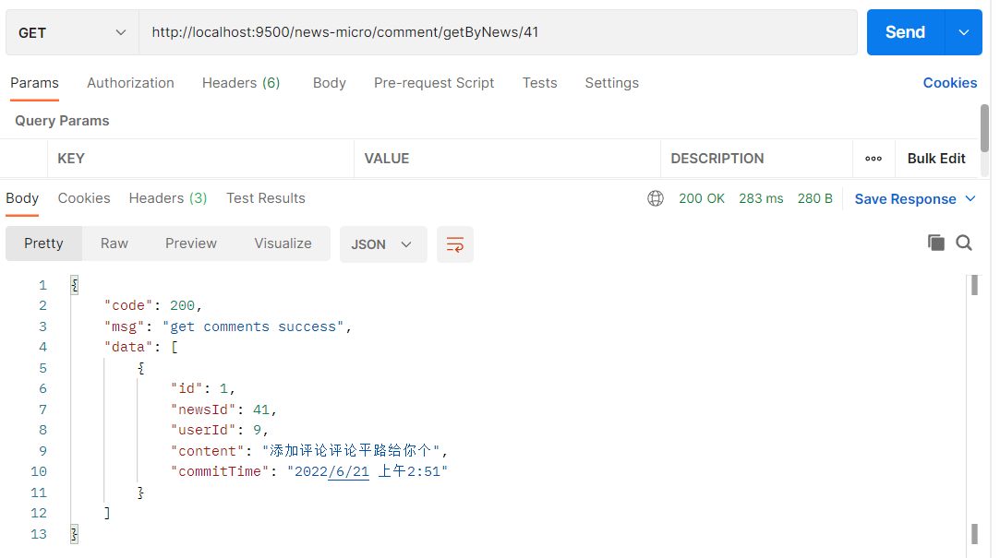 GET http://localhost:9500/news-micro/comment/getByNews/41 Send
Params Authorization Headers (6) Body Pre-request Script Tests Settings Cookies
Query Params
KEY VALUE DESCRIPTION ooo Bulk Edit
Body Cookies Headers (3) Test Results 200 OK 283 ms 280 B Save Response
Pretty Raw Preview Visualize JSON
1 {
2 "code": 200,
3 "msg": "get comments success",
4 "data": [
5 {
6 "id": 1,
7 "newsId": 41,
8 "userId": 9,
9 "content": "添加评论评论平路给你个",
10 "commitTime": "2022/6/21 上午2:51"
11 }
12 ]
13 }